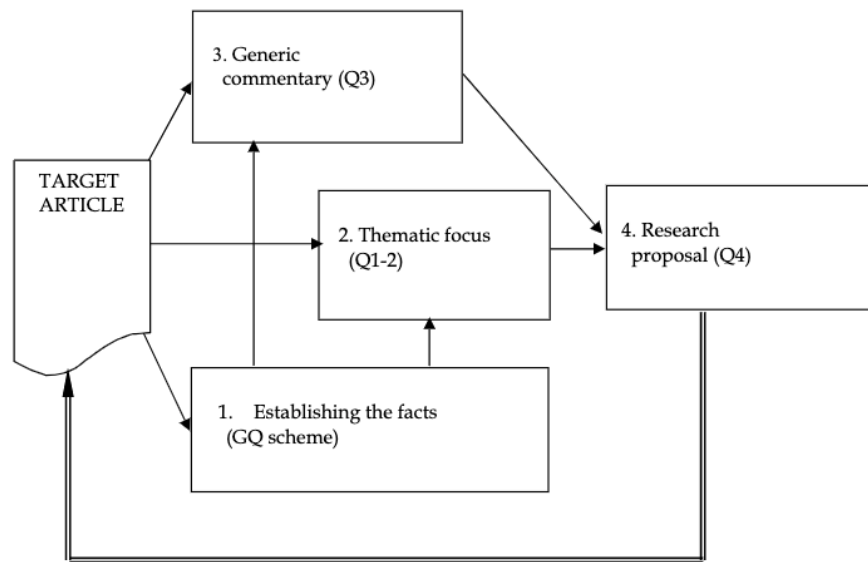 3. Generic
commentary (Q3)
TARGET
ARTICLE
2. Thematic focus
(Q1-2)
4. Research
proposal (Q4)
1. Establishing the facts
(GQ scheme)